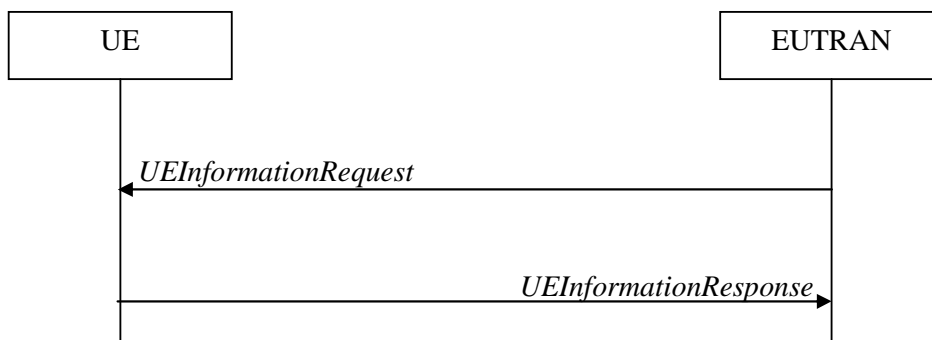 UE
EUTRAN
UEInformationRequest
UEInformationResponse